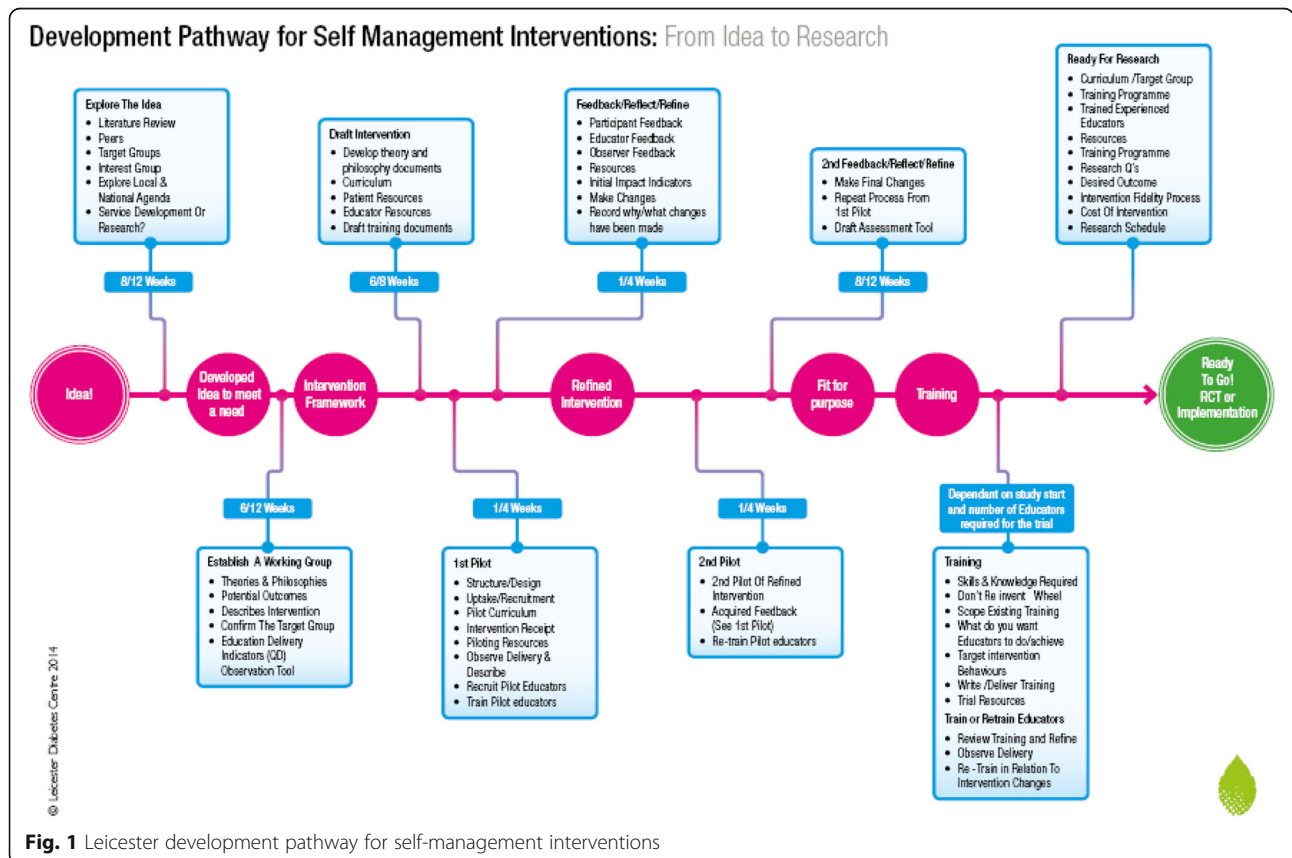 Development Pathway for Self Management Interventions: From Idea to Research
Explore The Idea
• Literature Review
• Peers
• Target Groups
• Interest Group
• Explore Local &
National Agenda
• Service Development Or
Research?
8/12 Weeks
Draft Intervention
• Develop theory and
philosophy documents
• Curriculum
• Patient Resources
• Educator Resources
• Draft training documents
6/8 Weeks
Feedback/Reflect/Refine
• Participant Feedback
• Educator Feedback
• Observer Feedback
• Resources
• Initial Impact Indicators
• Make Changes
• Record why/what changes
have been made
1/4 Weeks
2nd Feedback/Reflect/Refine
• Make Final Changes
• Repeat Process From
1st Pilot
• Draft Assessment Tool
8/12 Weeks
Ready For Research
• Curriculum /Target Group
• Training Programme
• Trained Experienced
Educators
• Resources
• Training Programme
• Research Q's
• Desired Outcome
• Intervention Fidelity Process
• Cost Of Intervention
• Research Schedule
Idea!
Developed
Idea to meet
a need
Intervention
Framework
Refined
Intervention
Fit for
purpose
Training
Ready
To Go!
RCT or
Implementation
6/12 Weeks
Establish A Working Group
• Theories & Philosophies
• Potential Outcomes
• Describes Intervention
• Confirm The Target Group
• Education Delivery
Indicators (QD)
Observation Tool
1/4 Weeks
1st Pilot
• Structure/Design
• Uptake/Recruitment
• Pilot Curriculum
• Intervention Receipt
• Piloting Resources
• Observe Delivery &
Describe
• Recruit Pilot Educators
• Train Pilot educators
1/4 Weeks
2nd Pilot
• 2nd Pilot Of Refined
Intervention
• Acquired Feedback
(See 1st Pilot)
• Re-train Pilot educators
Dependant on study start
and number of Educators
required for the trial
Training
• Skills & Knowledge Required
• Don't Re invent Wheel
• Scope Existing Training
• What do you want
Educators to do/achieve
• Target intervention
Behaviours
• Write /Deliver Training
• Trial Resources
Train or Retrain Educators
• Review Training and Refine
• Observe Delivery
• Re -Train in Relation To
Intervention Changes
© Leicester Diabetes Centre 2014
Fig. 1 Leicester development pathway for self-management interventions